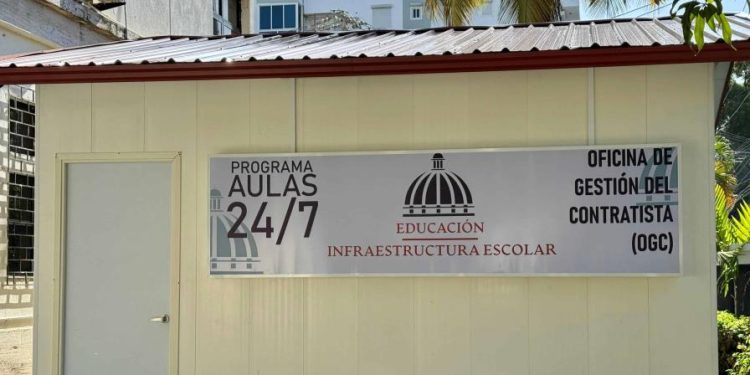 PROGRAMA
AULAS
24/7
EDUCACIÓN
INFRAESTRUCTURA ESCOLAR
OFICINA DE
GESTIÓN DEL
CONTRATISTA
(OGC)